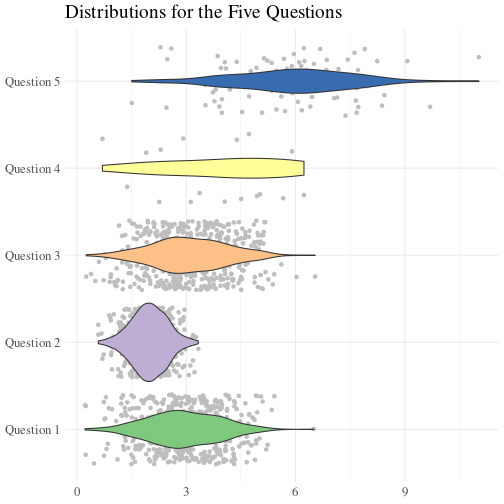 Distributions for the Five Questions
Question 5
Question 4
Question 3
Question 2
Question 1
0 3 6 9